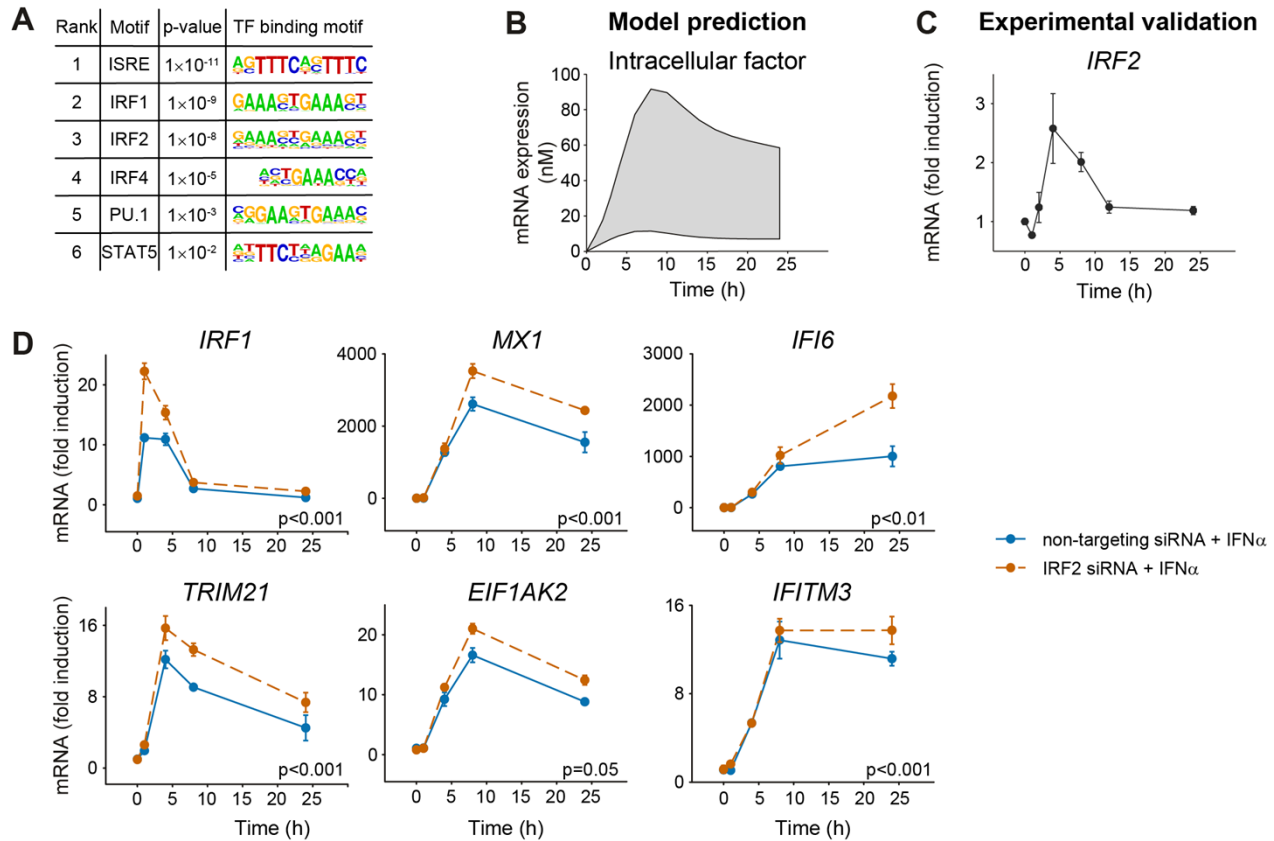 A
Rank Motif p-value TF binding motif
1 ISRE 1×10-11
2 IRF1 1×10-9
3 IRF2 1×10-8
4 IRF4 1×10-5
5 PU.1 1×10-3
6 STAT5 1×10-2
B Model prediction
Intracellular factor
mRNA expression
(nM)
100
80
60
40
20
0
0 5 10 15 20 25
Time (h)
C Experimental validation
IRF2
mRNA (fold induction)
3
2
1
0 5 10 15 20 25
Time (h)
D
IRF1
mRNA (fold induction)
20
10
0
p<0.001
0 5 10 15 20 25
MX1
4000
2000
0
p<0.001
0 5 10 15 20 25
IFI6
3000
2000
1000
0
p<0.01
0 5 10 15 20 25
non-targeting siRNA + IFNα
IRF2 siRNA + IFNα
TRIM21
mRNA (fold induction)
16
8
0
p<0.001
0 5 10 15 20 25
Time (h)
EIF1AK2
20
10
0
p=0.05
0 5 10 15 20 25
Time (h)
IFITM3
16
8
0
p<0.001
0 5 10 15 20 25
Time (h)